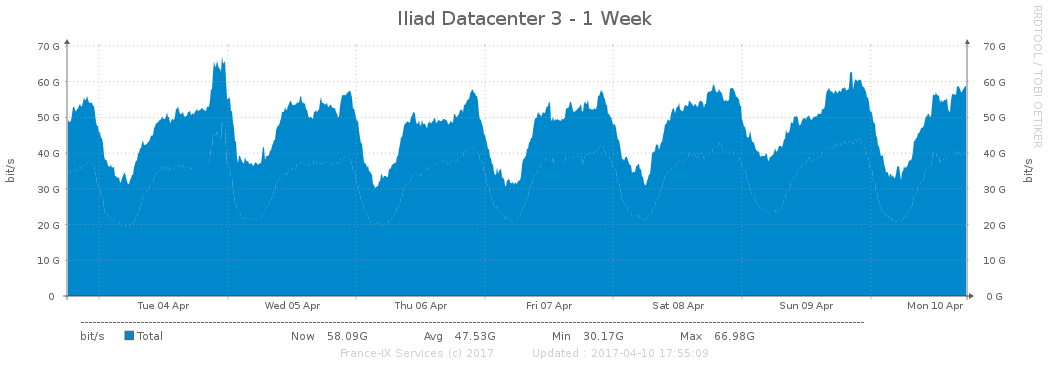 Iliad Datacenter 3 - 1 Week
RRDTOOL / TOBI OETIKER
70 G 70 G
60 G 60 G
50 G 50 G
40 G 40 G
30 G 30 G
20 G 20 G
10 G 10 G
0 0 G
bit/s bit/s
Tue 04 Apr Wed 05 Apr Thu 06 Apr Fri 07 Apr Sat 08 Apr Sun 09 Apr Mon 10 Apr
bit/s Total Now 58.09G Avg 47.53G Min 30.17G Max 66.98G
France-IX Services (c) 2017 Updated : 2017-04-10 17:55:09